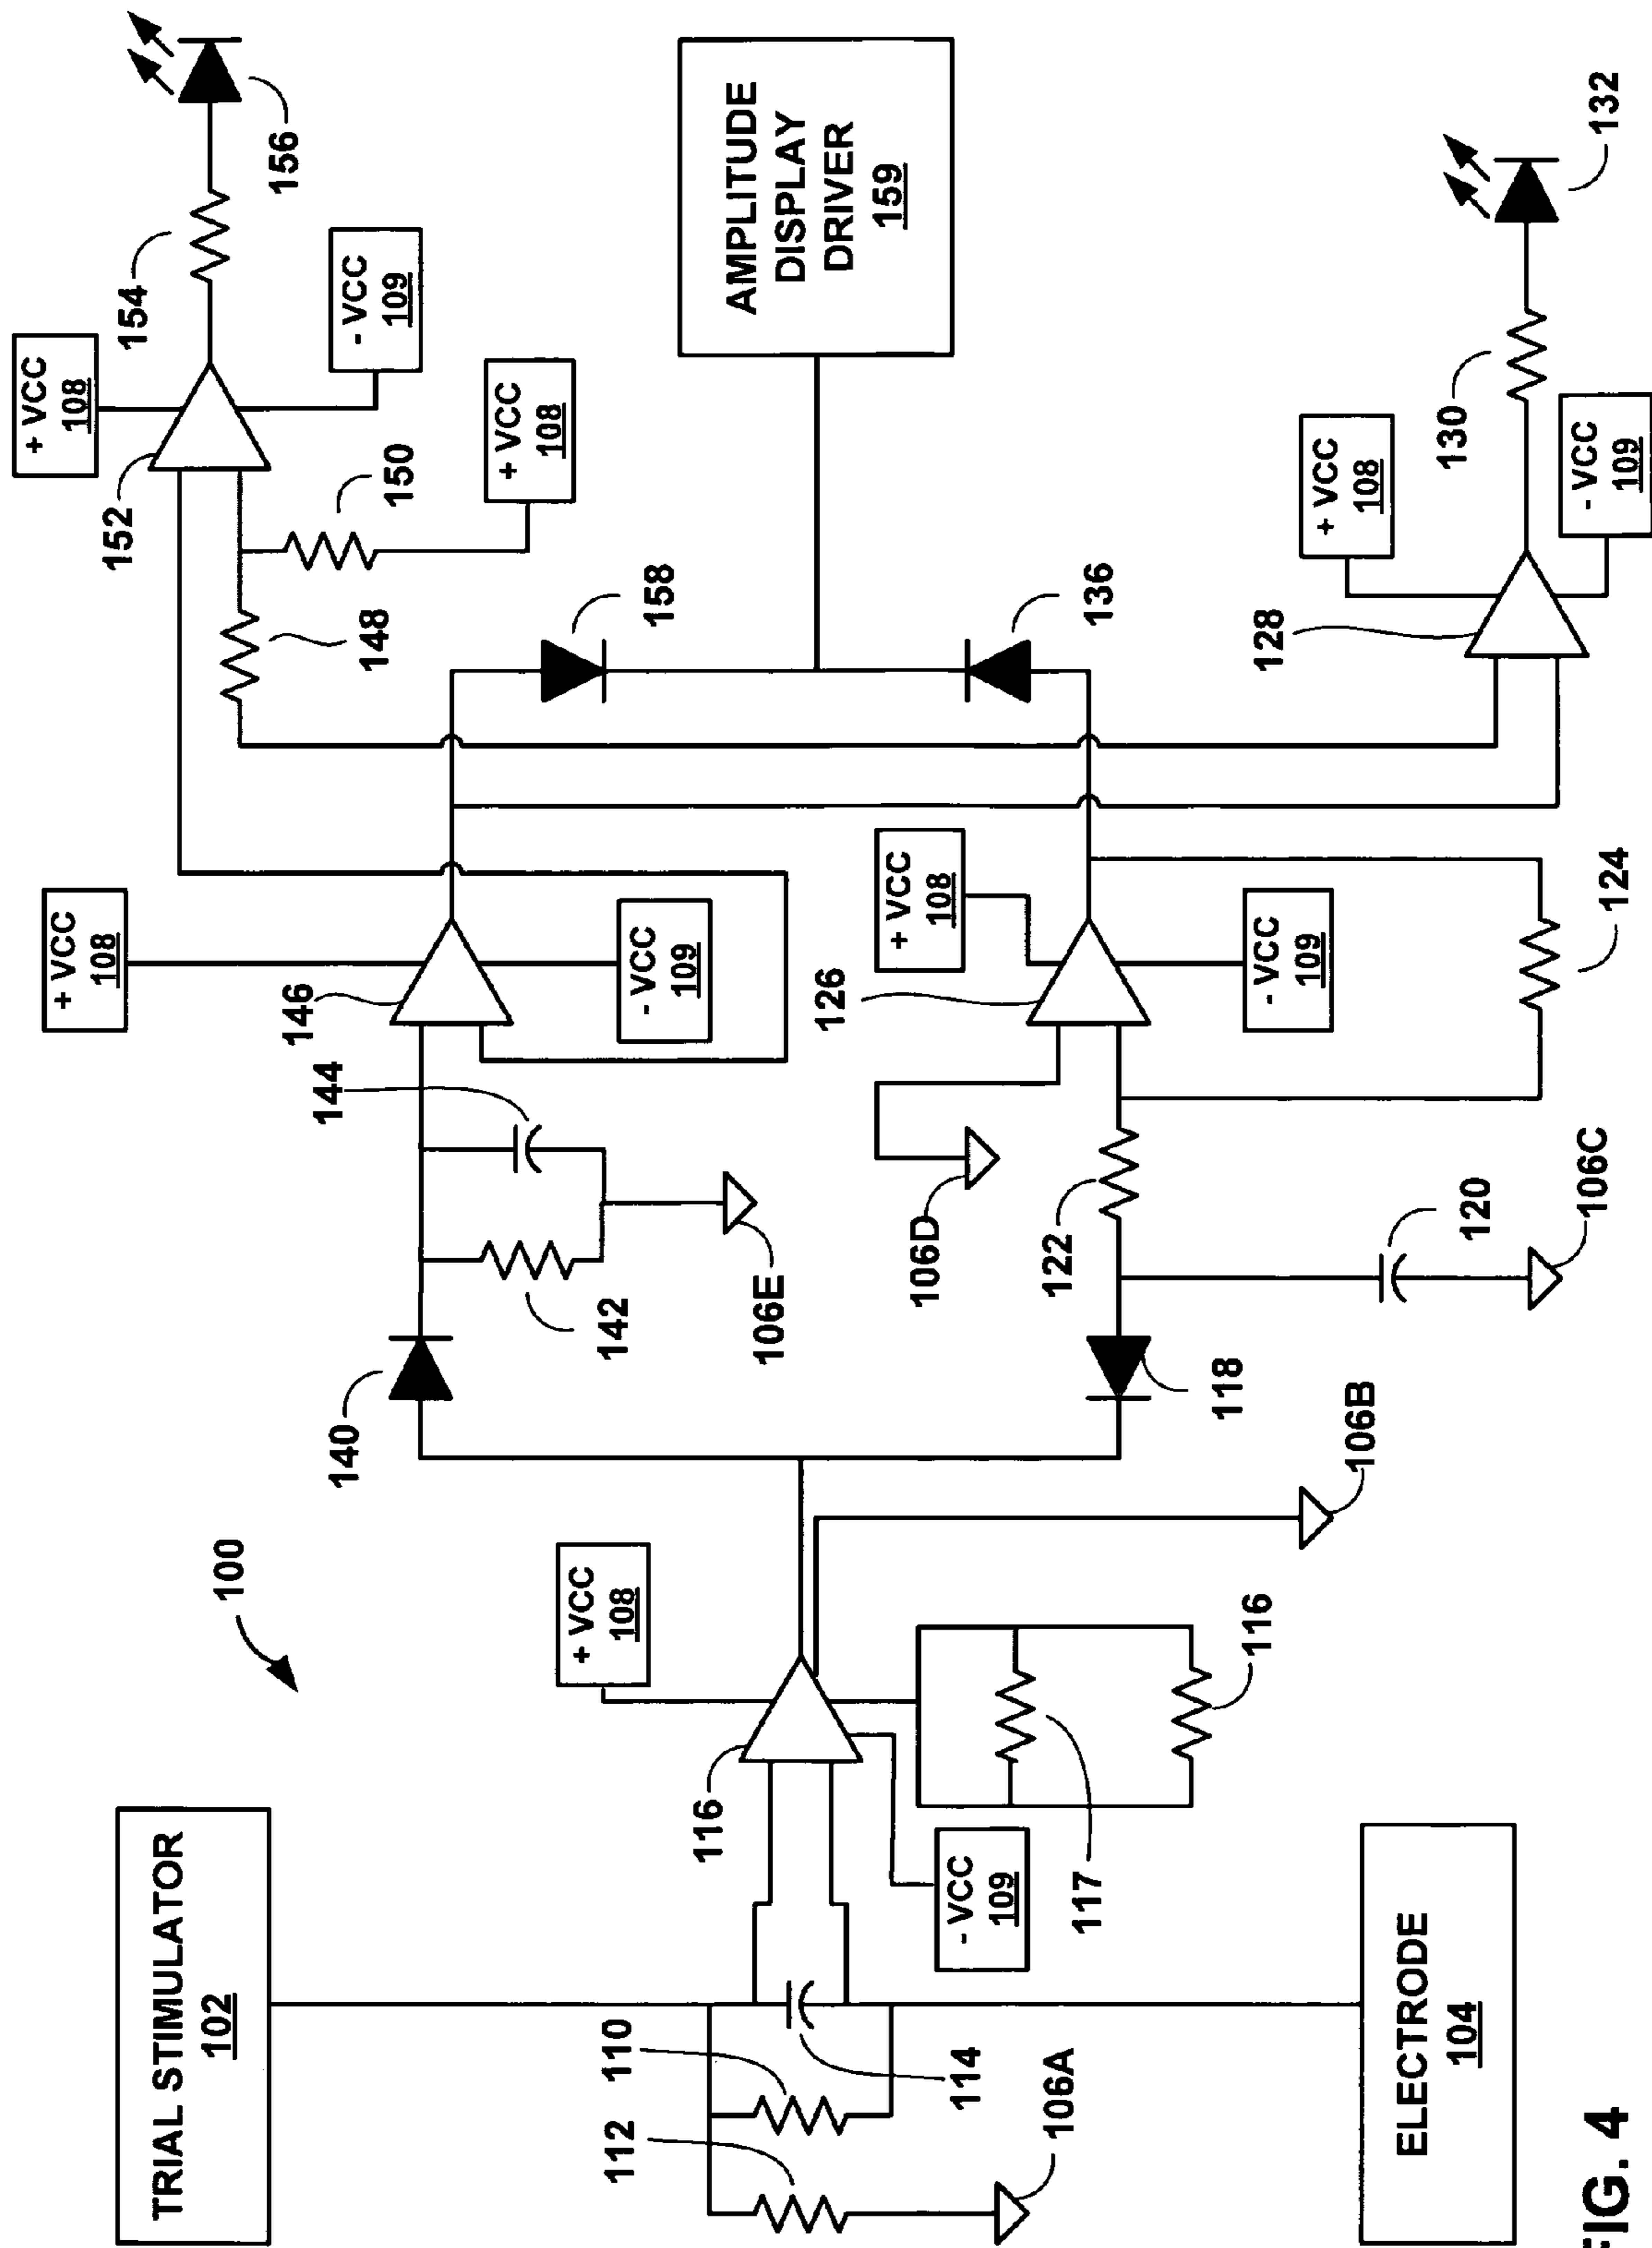 100
TRIAL STIMULATOR
102
ELECTRODE
104
112
110
114
106A
116
+ VCC
108
- VCC
109
117
116
106B
140
142
144
106E
118
120
106C
122
106D
146
+ VCC
108
- VCC
109
126
+ VCC
108
- VCC
109
124
148
150
152
+ VCC
108
- VCC
109
+ VCC
108
154
156
158
136
AMPLITUDE
DISPLAY
DRIVER
159
128
+ VCC
108
- VCC
109
130
132
FIG. 4